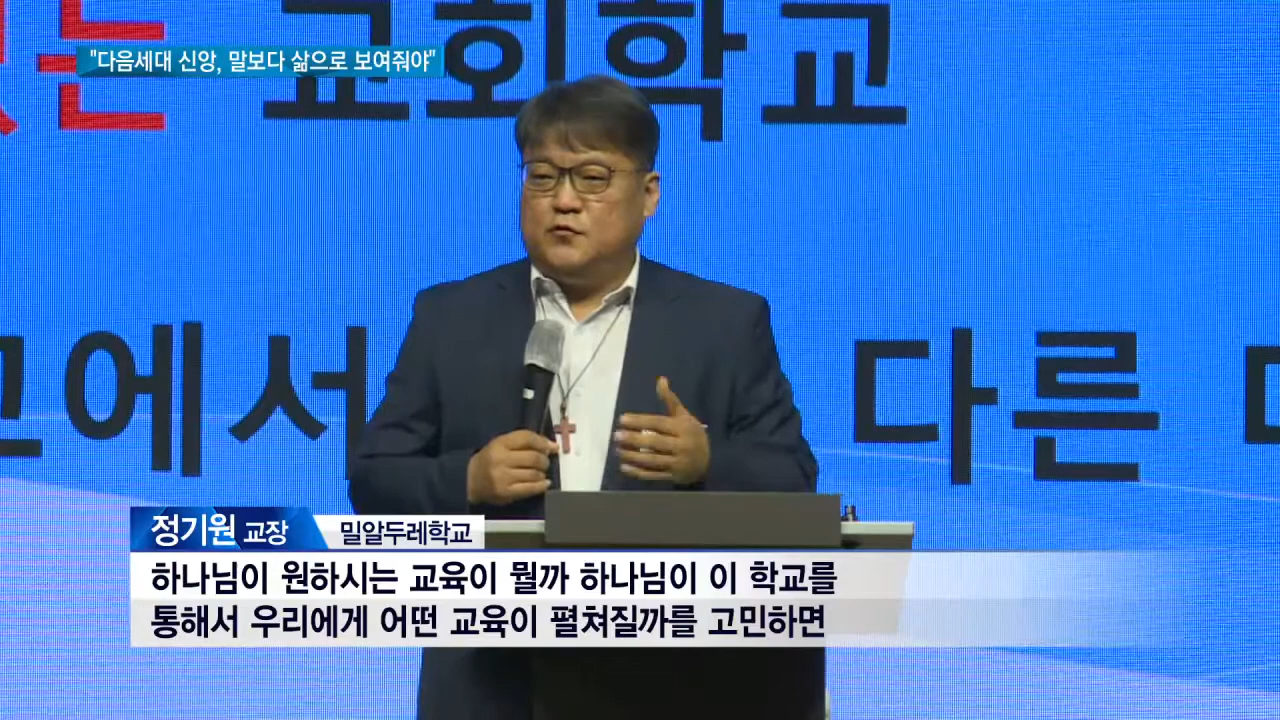 "다음세대 신앙, 말보다 삶으로 보여줘야"
는 교회학교
에서 다른
정기원 교장 밀알두레학교
하나님이 원하시는 교육이 뭘까 하나님이 이 학교를
통해서 우리에게 어떤 교육이 펼쳐질까를 고민하면